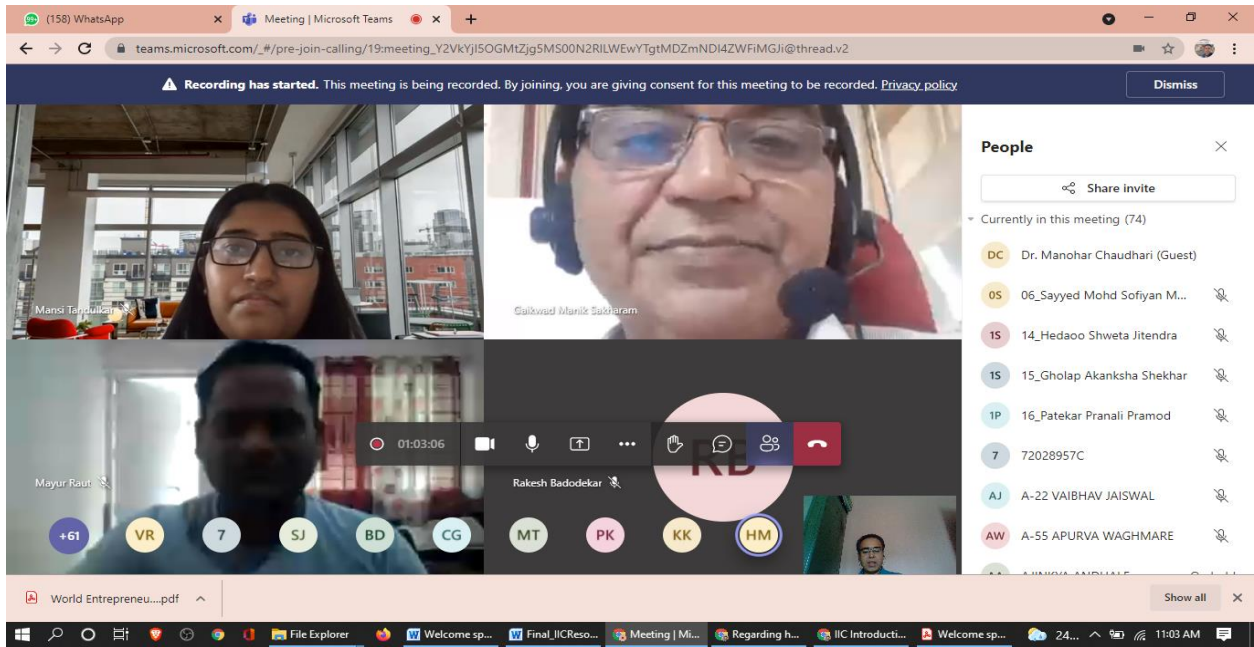 (158) WhatsApp
Meeting | Microsoft Teams
teams.microsoft.com/_#/pre-join-calling/19:meeting_Y2VkYjI5OGMtZjg5MS00N2RlLWEwYTgtMDZmNDI4ZWFiMGJi@thread.v2
Recording has started. This meeting is being recorded. By joining, you are giving consent for this meeting to be recorded. Privacy policy
Dismiss
Mansi Tandulkar
Gaikwad Manik Sakharam
Mayur Raut
Rakesh Badodekar
RB
01:03:06
+61 VR 7 SJ BD CG MT PK KK HM
People
Share invite
Currently in this meeting (74)
DC Dr. Manohar Chaudhari (Guest)
0S 06_Sayyed Mohd Sofiyan M...
1S 14_Hedaoo Shweta Jitendra
1S 15_Gholap Akanksha Shekhar
1P 16_Patekar Pranali Pramod
7 72028957C
AJ A-22 VAIBHAV JAISWAL
AW A-55 APURVA WAGHMARE
World Entrepreneu....pdf
Show all
File Explorer
Welcome sp...
Final_IICReso...
Meeting | Mi...
Regarding h...
IIC Introducti...
Welcome sp...
24...
11:03 AM